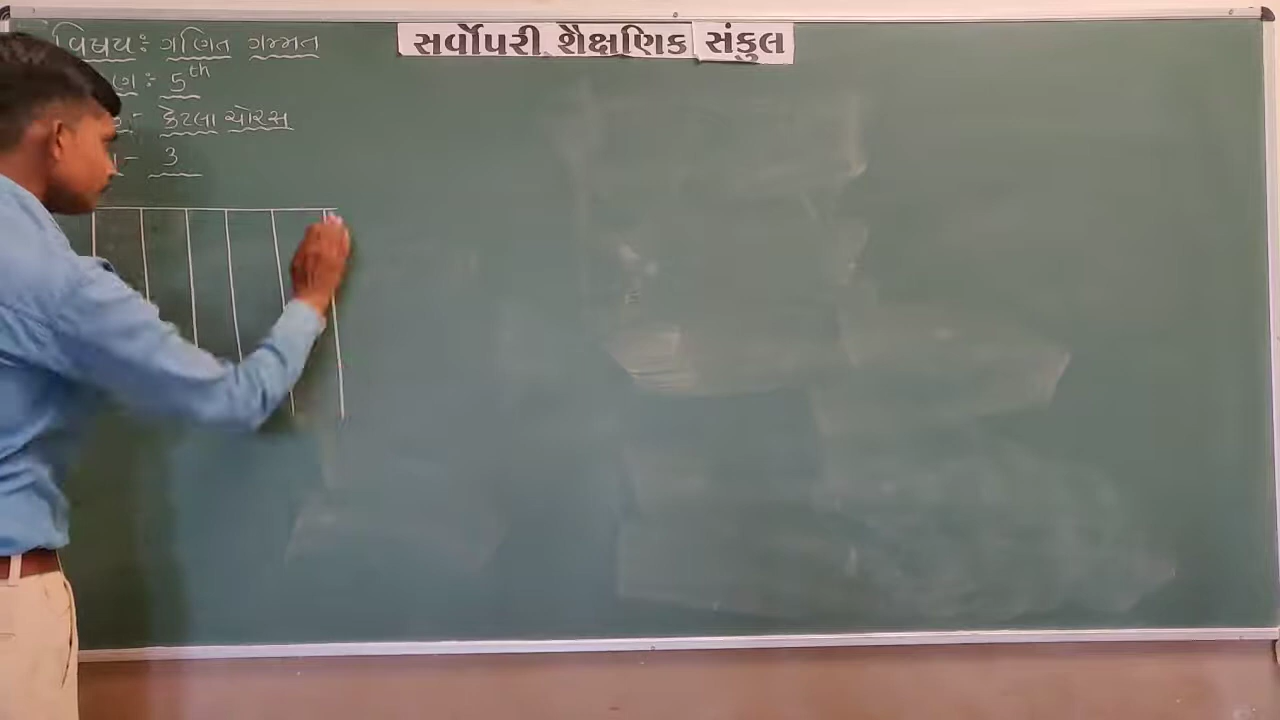 સર્વોપરી શૈક્ષણિક સંકુલ
વિષય ઃ ગણિત ગમ્મત
ણ ઃ 5th
- કેટલા ચોરસ
- 3